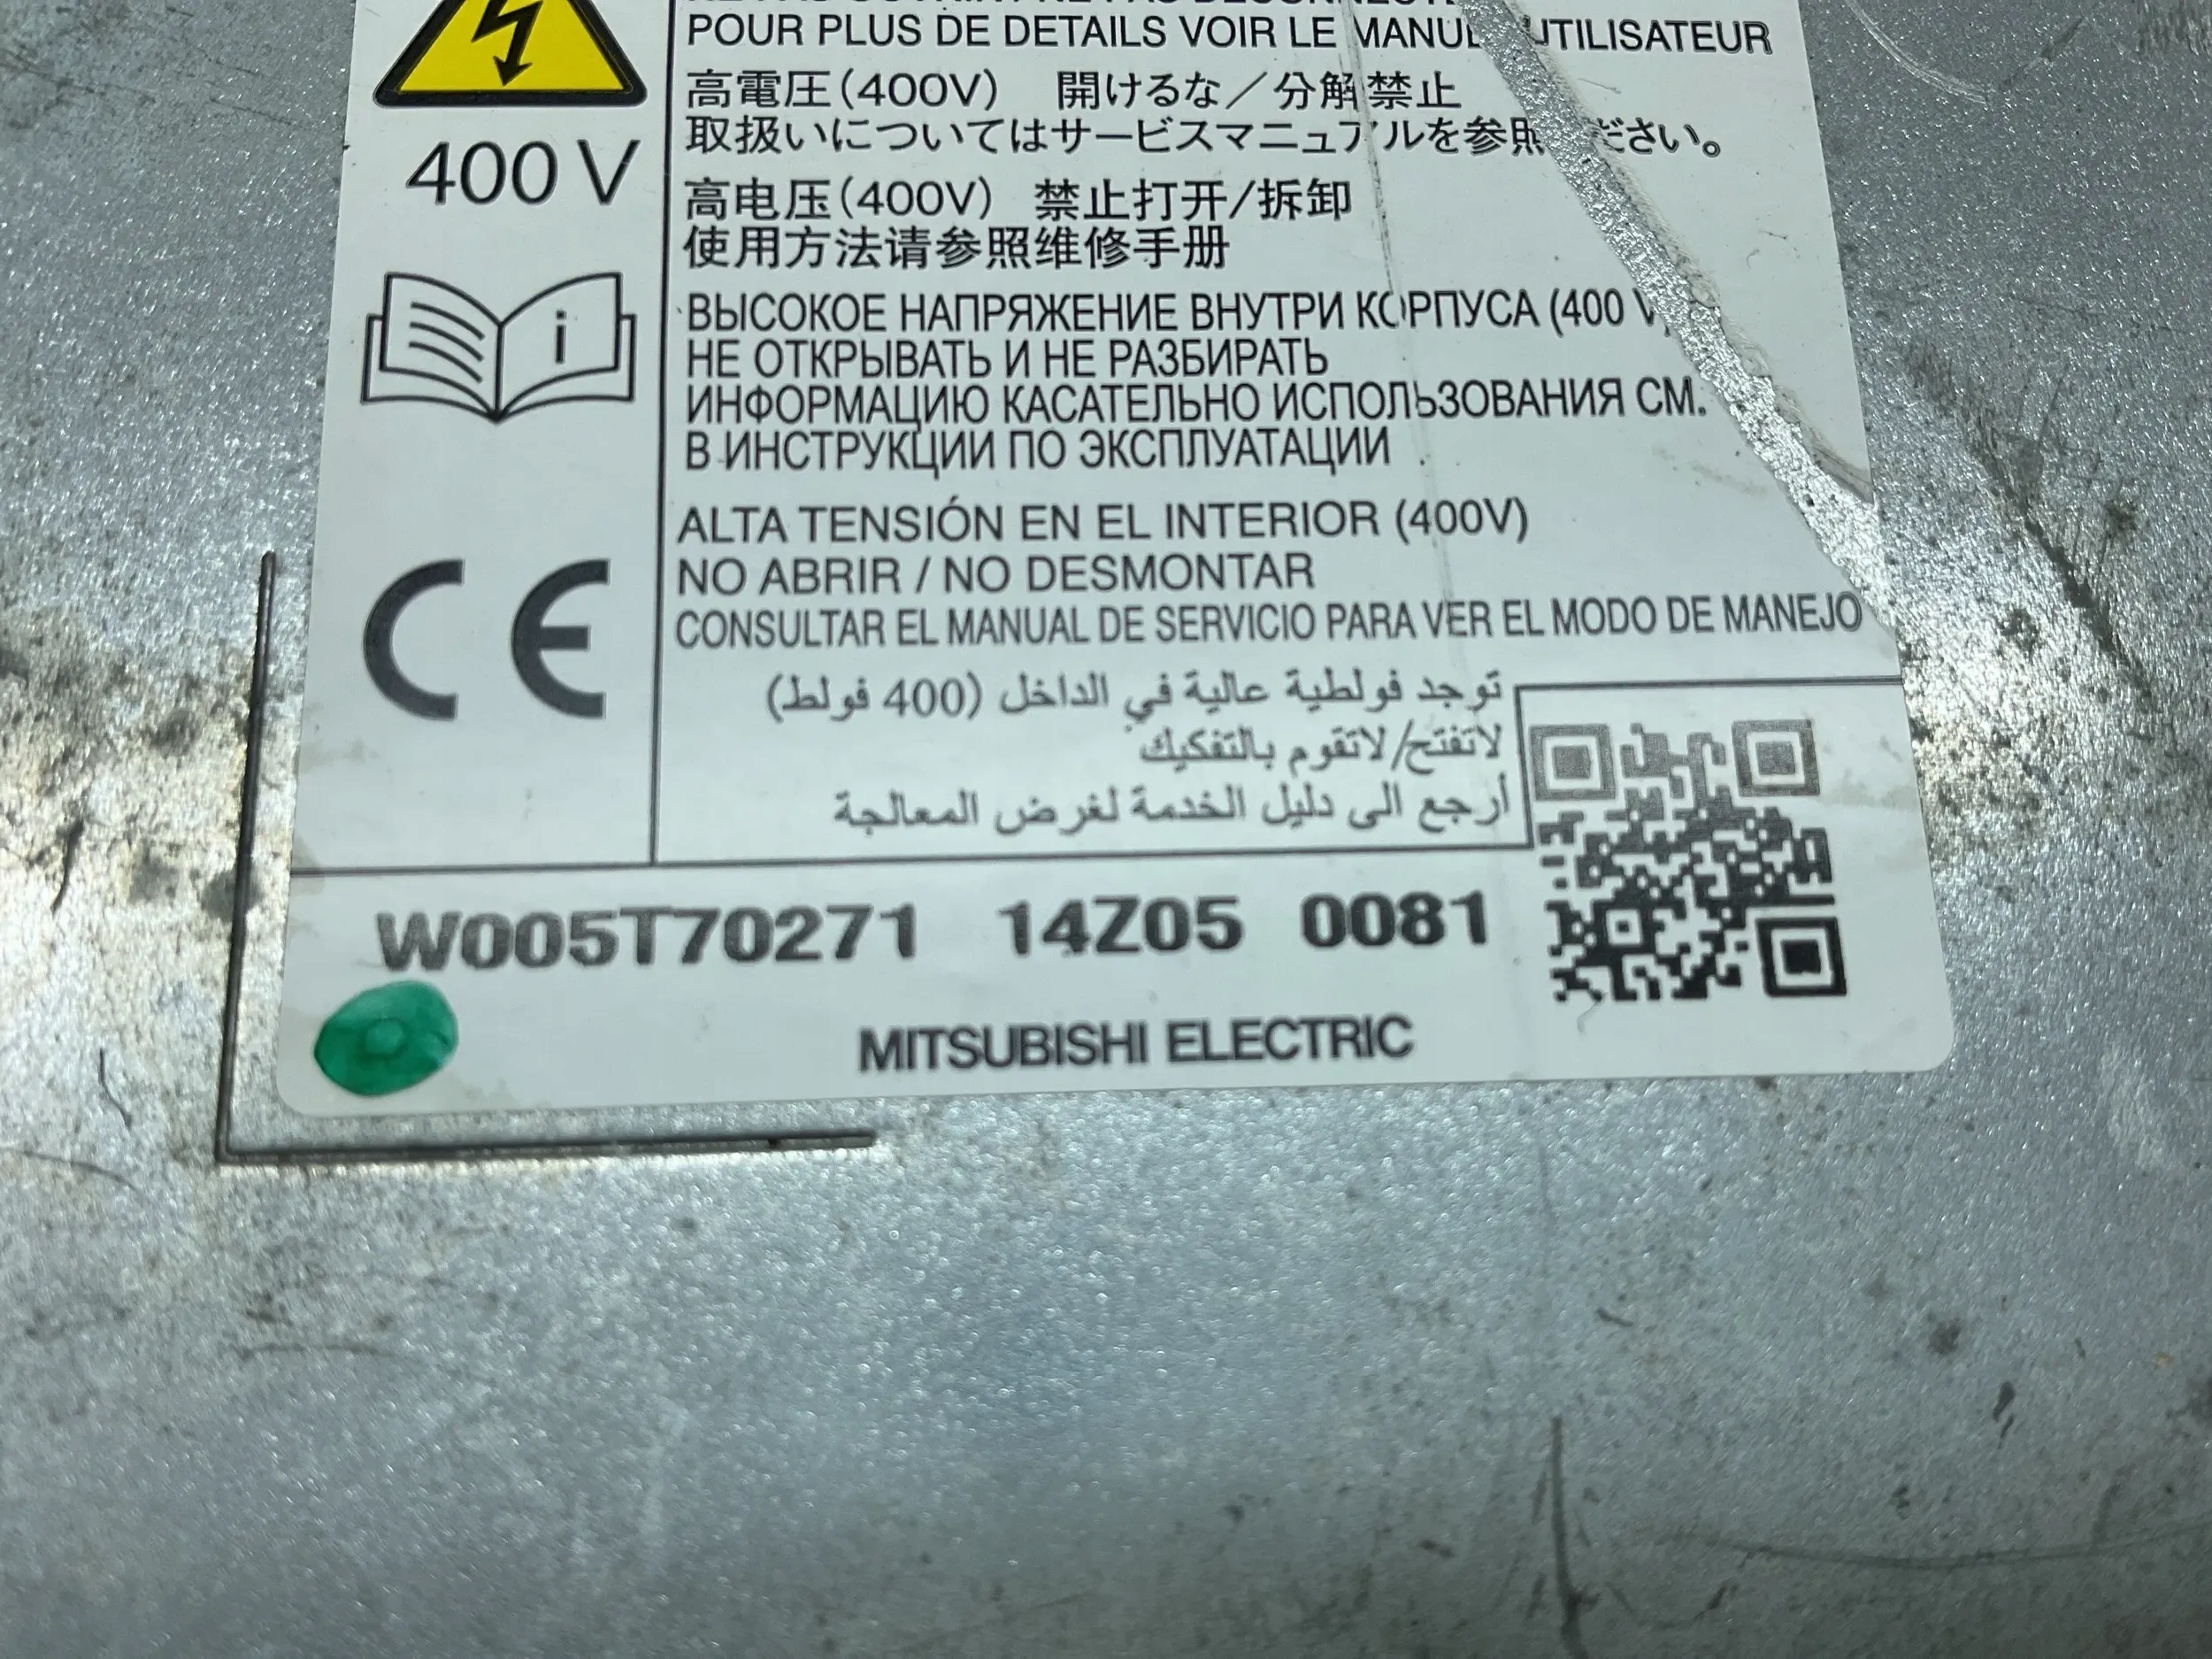 POUR PLUS DE DETAILS VOIR LE
400 V
高電圧(400V) 開けるな/分解禁止
取扱いについてはサービスマニュアルを参照 ださい。
高电压(400V) 禁止打开/拆卸
使用方法请参照维修手册
i
ВЫСОКОЕ НАПРЯЖЕНИЕ ВНУТРИ КОРПУСА (400 V)
НЕ ОТКРЫВАТЬ И НЕ РАЗБИРАТЬ
ИНФОРМАЦИЮ КАСАТЕЛЬНО ИСПОЛЬЗОВАНИЯ СМ.
В ИНСТРУКЦИИ ПО ЭКСПЛУАТАЦИИ
CE
ALTA TENSIÓN EN EL INTERIOR (400V)
NO ABRIR / NO DESMONTAR
CONSULTAR EL MANUAL DE SERVICIO PARA VER EL MODO DE MANEJO
توجد فولطية عالية في الداخل (400 فولط)
لاتفتح/لاتقوم بالتفكيك
أرجع الى دليل الخدمة لغرض المعالجة
W005T70271 14Z05 0081
MITSUBISHI ELECTRIC